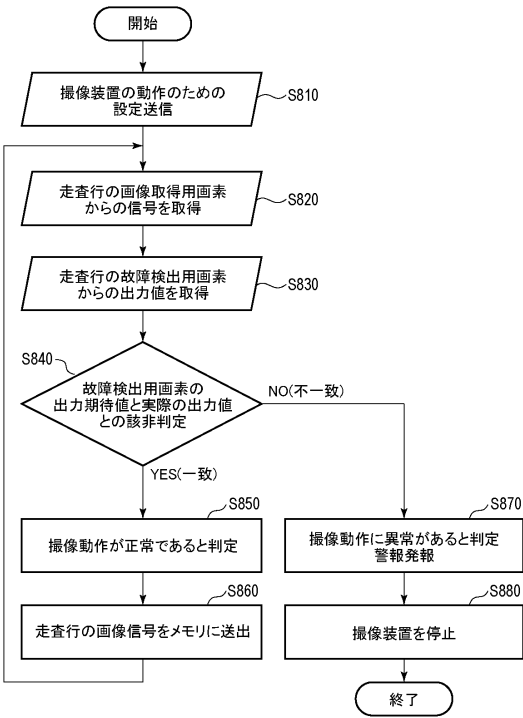 開始
撮像装置の動作のための
設定送信
S810
走査行の画像取得用画素
からの信号を取得
S820
走査行の故障検出用画素
からの出力値を取得
S830
S840
故障検出用画素の
出力期待値と実際の出力値
との該非判定
NO(不一致)
YES(一致)
S850
撮像動作が正常であると判定
S860
走査行の画像信号をメモリに送出
S870
撮像動作に異常があると判定
警報発報
S880
撮像装置を停止
終了